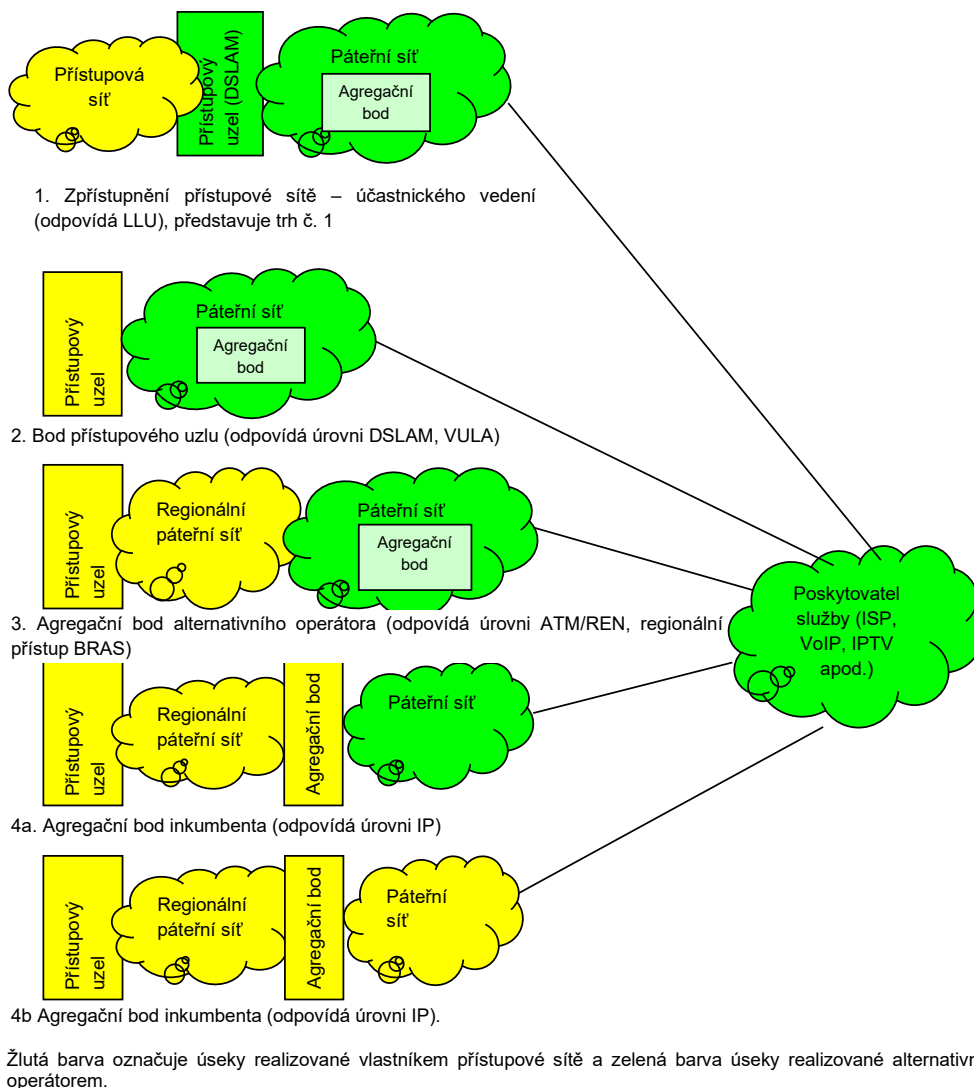 Přístupová
síť
Přístupový
uzel (DSLAM)
Páteřní síť
Agregační
bod
1. Zpřístupnění přístupové sítě – účastnického vedení
(odpovídá LLU), představuje trh č. 1
Přístupový
uzel
Páteřní síť
Agregační
bod
2. Bod přístupového uzlu (odpovídá úrovni DSLAM, VULA)
Přístupový
uzel
Regionální
páteřní síť
Páteřní síť
Agregační
bod
Poskytovatel
služby (ISP,
VoIP, IPTV
apod.)
3. Agregační bod alternativního operátora (odpovídá úrovni ATM/REN, regionální
přístup BRAS)
Přístupový
uzel
Regionální
páteřní síť
Agregační bod
Páteřní síť
4a. Agregační bod inkumbenta (odpovídá úrovni IP)
Přístupový
uzel
Regionální
páteřní síť
Agregační bod
Páteřní
síť
4b Agregační bod inkumbenta (odpovídá úrovni IP).
Žlutá barva označuje úseky realizované vlastníkem přístupové sítě a zelená barva úseky realizované
operátorem.